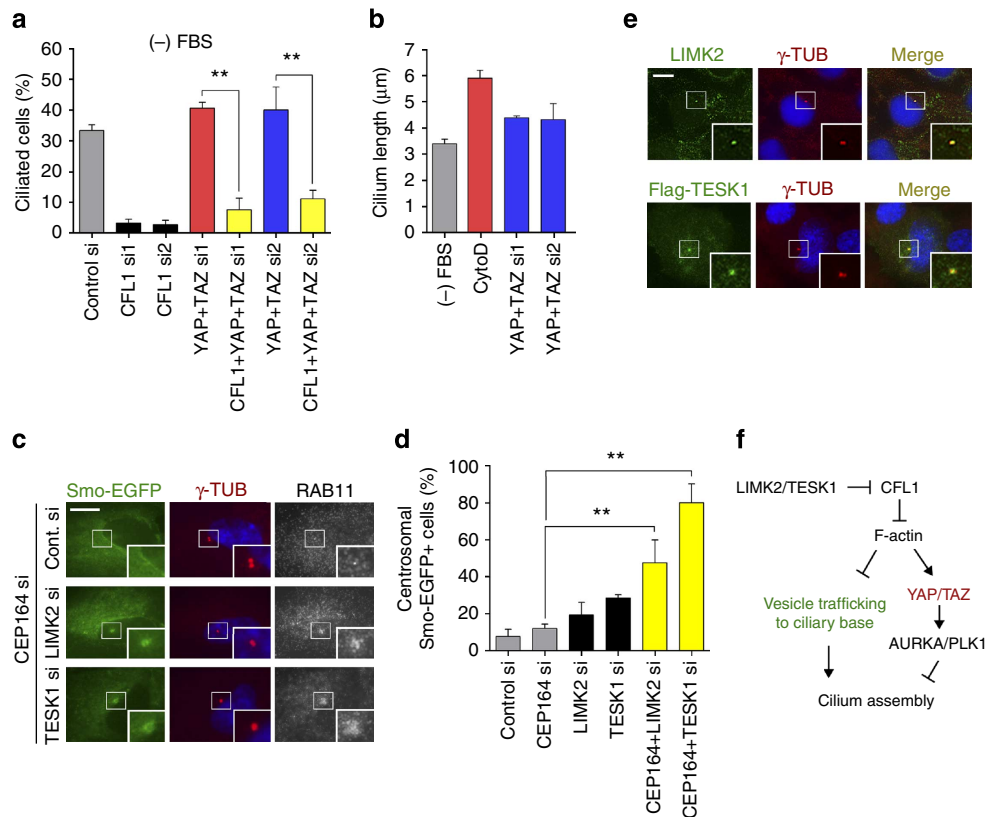 a
(–) FBS
**
**
Ciliated cells (%)
60
50
40
30
20
10
0
Control si
CFL1 si1
CFL1 si2
YAP+TAZ si1
CFL1+YAP+TAZ si1
YAP+TAZ si2
CFL1+YAP+TAZ si2
b
Cilium length (μm)
7
6
5
4
3
2
1
0
(–) FBS
CytoD
YAP+TAZ si1
YAP+TAZ si2
e
LIMK2
γ-TUB
Merge
Flag-TESK1
γ-TUB
Merge
c
Smo-EGFP
γ-TUB
RAB11
CEP164 si
Cont. si
LIMK2 si
TESK1 si
d
Centrosomal
Smo-EGFP+ cells (%)
100
80
60
40
20
0
**
**
Control si
CEP164 si
LIMK2 si
TESK1 si
CEP164+LIMK2 si
CEP164+TESK1 si
f
LIMK2/TESK1
CFL1
F-actin
Vesicle trafficking
to ciliary base
YAP/TAZ
AURKA/PLK1
Cilium assembly